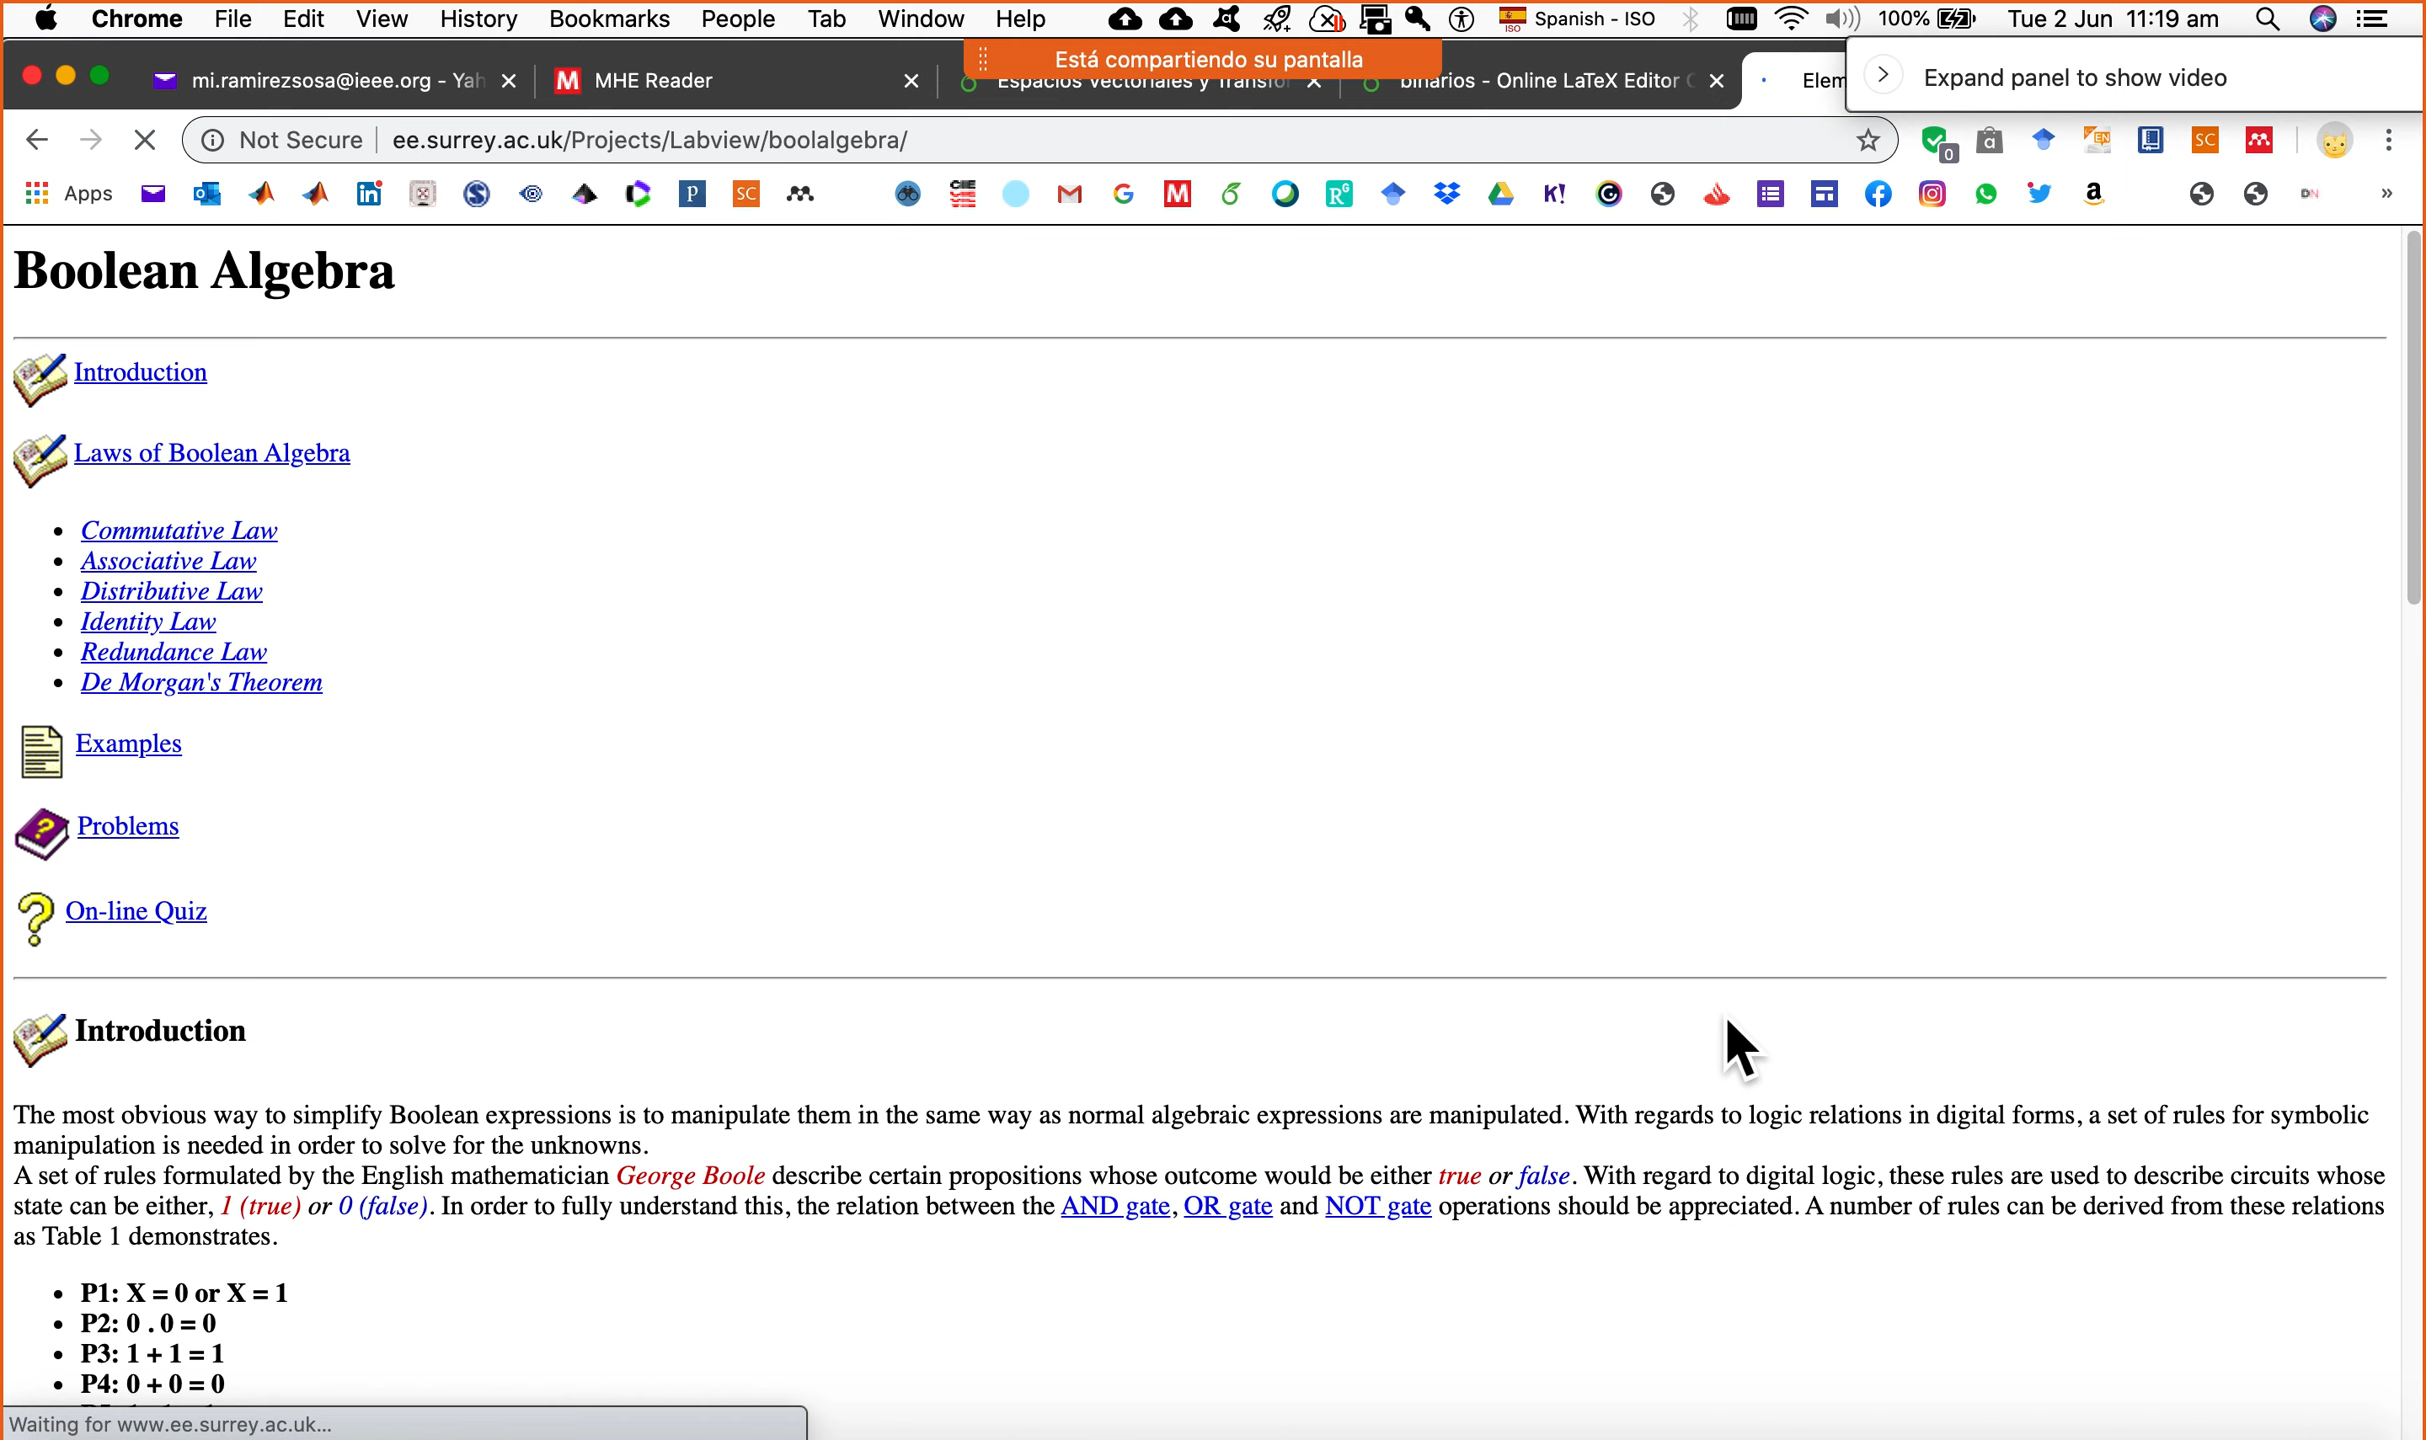 Chrome File Edit View History Bookmarks People Tab Window Help Spanish - ISO 100% Tue 2 Jun 11:19 am
Está compartiendo su pantalla
mi.ramirezsosa@ieee.org - Yah MHE Reader Espacios Vectoriales y Transfor binarios - Online LaTeX Editor Elem
Expand panel to show video
Not Secure ee.surrey.ac.uk/Projects/Labview/boolalgebra/
Apps
Boolean Algebra
Introduction
Laws of Boolean Algebra
• Commutative Law
• Associative Law
• Distributive Law
• Identity Law
• Redundance Law
• De Morgan's Theorem
Examples
Problems
On-line Quiz
Introduction
The most obvious way to simplify Boolean expressions is to manipulate them in the same way as normal algebraic expressions are manipulated. With regards to logic relations in digital forms, a set of rules for symbolic
manipulation is needed in order to solve for the unknowns.
A set of rules formulated by the English mathematician George Boole describe certain propositions whose outcome would be either true or false. With regard to digital logic, these rules are used to describe circuits whose
state can be either, 1 (true) or 0 (false). In order to fully understand this, the relation between the AND gate, OR gate and NOT gate operations should be appreciated. A number of rules can be derived from these relations
as Table 1 demonstrates.
• P1: X = 0 or X = 1
• P2: 0 . 0 = 0
• P3: 1 + 1 = 1
• P4: 0 + 0 = 0
Waiting for www.ee.surrey.ac.uk...